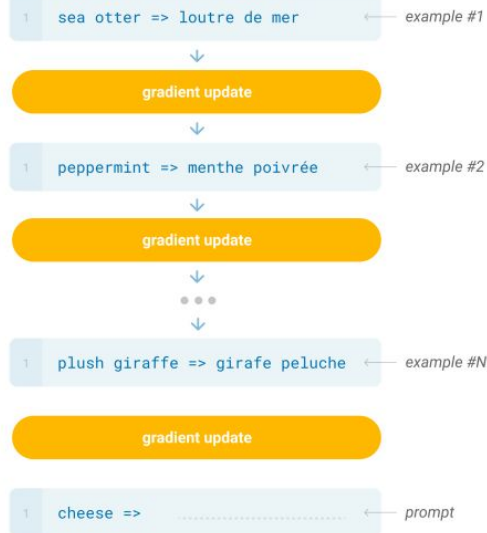 1 sea otter => loutre de mer ← example #1
↓
gradient update
↓
1 peppermint => menthe poivrée ← example #2
↓
gradient update
↓
•••
↓
1 plush giraffe => girafe peluche ← example #N
gradient update
1 cheese => .................... ← prompt